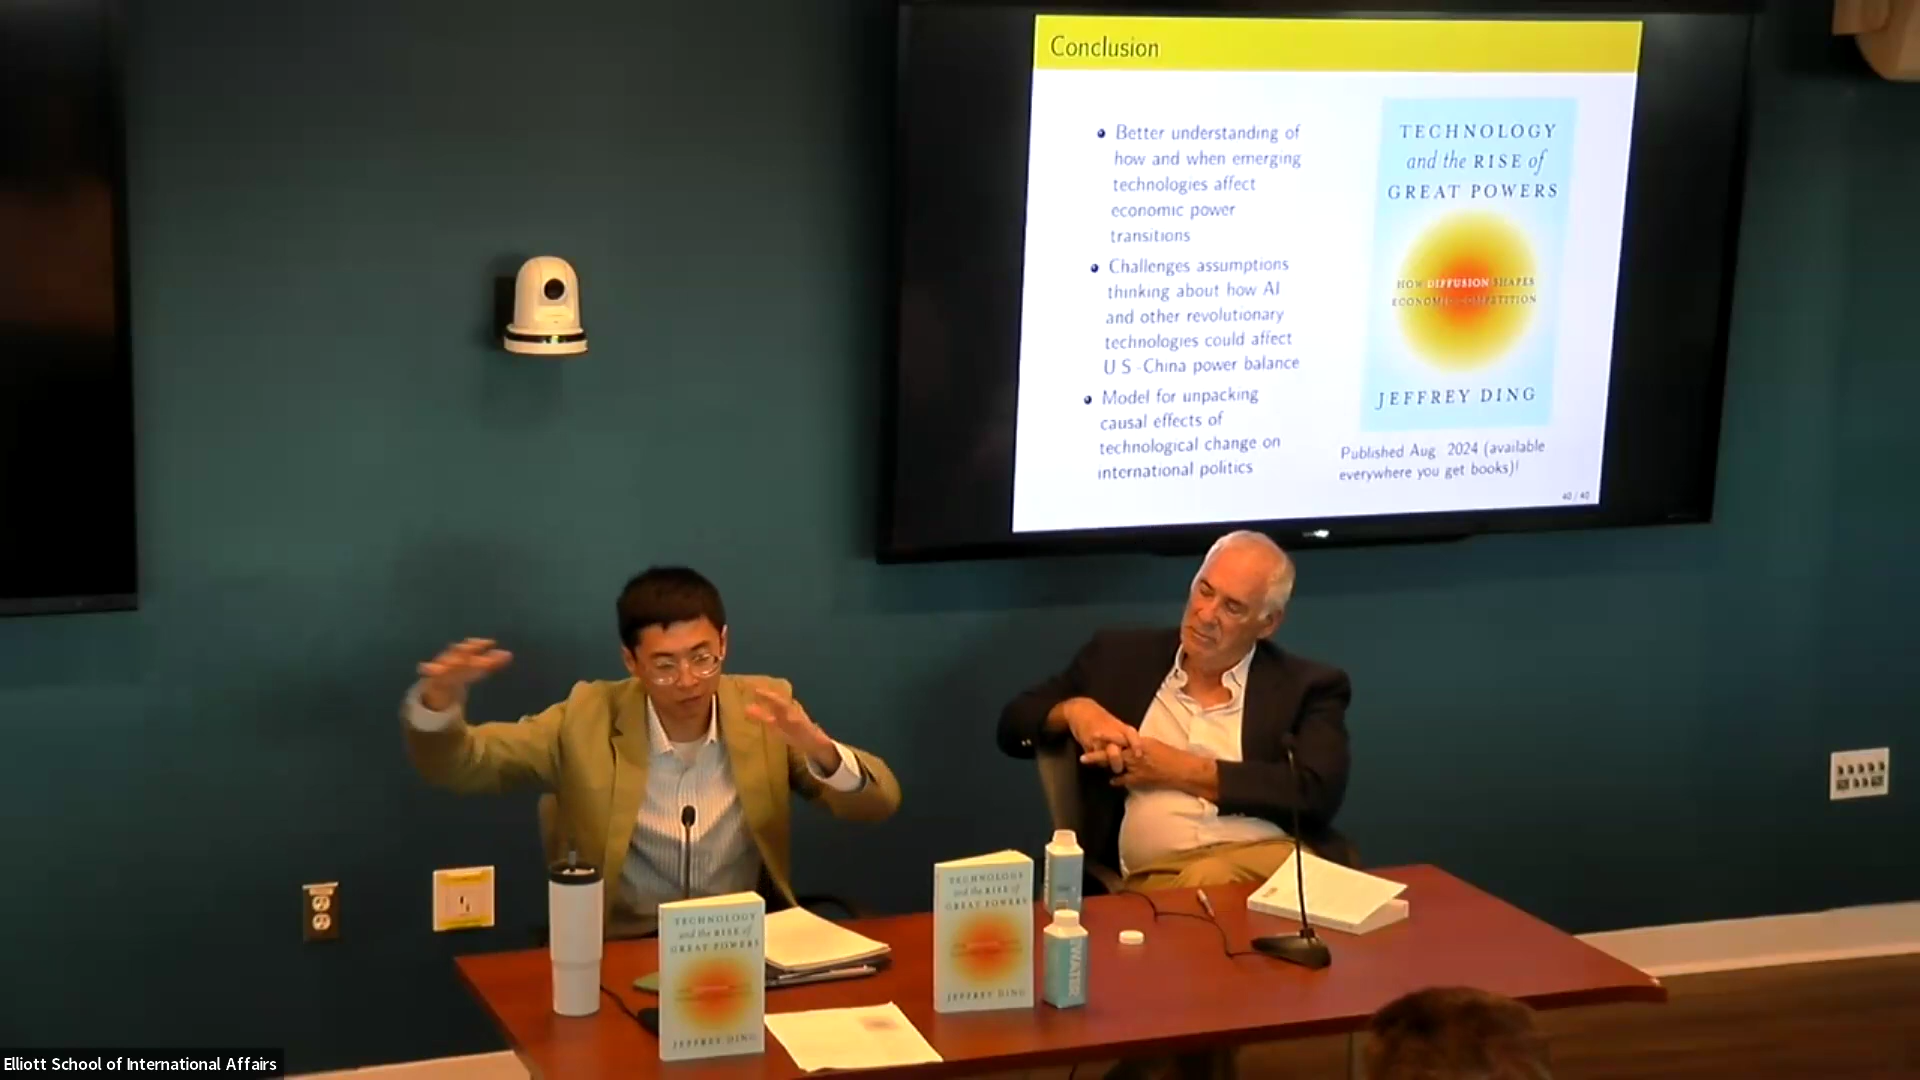 Conclusion
Better understanding of
how and when emerging
technologies affect
economic power
transitions
Challenges assumptions
thinking about how AI
and other revolutionary
technologies could affect
U S -China power balance
Model for unpacking
causal effects of
technological change on
international politics
TECHNOLOGY
and the RISE of
GREAT POWERS
HOW DIFFUSION SHAPES
ECONOMIC COMPETITION
JEFFREY DING
Published Aug 2024 (available
everywhere you get books)!
40 / 40
TECHNOLOGY
and the RISE of
GREAT POWERS
JEFFREY DING
TECHNOLOGY
and the RISE of
GREAT POWERS
JEFFREY DING
WATER
Elliott School of International Affairs